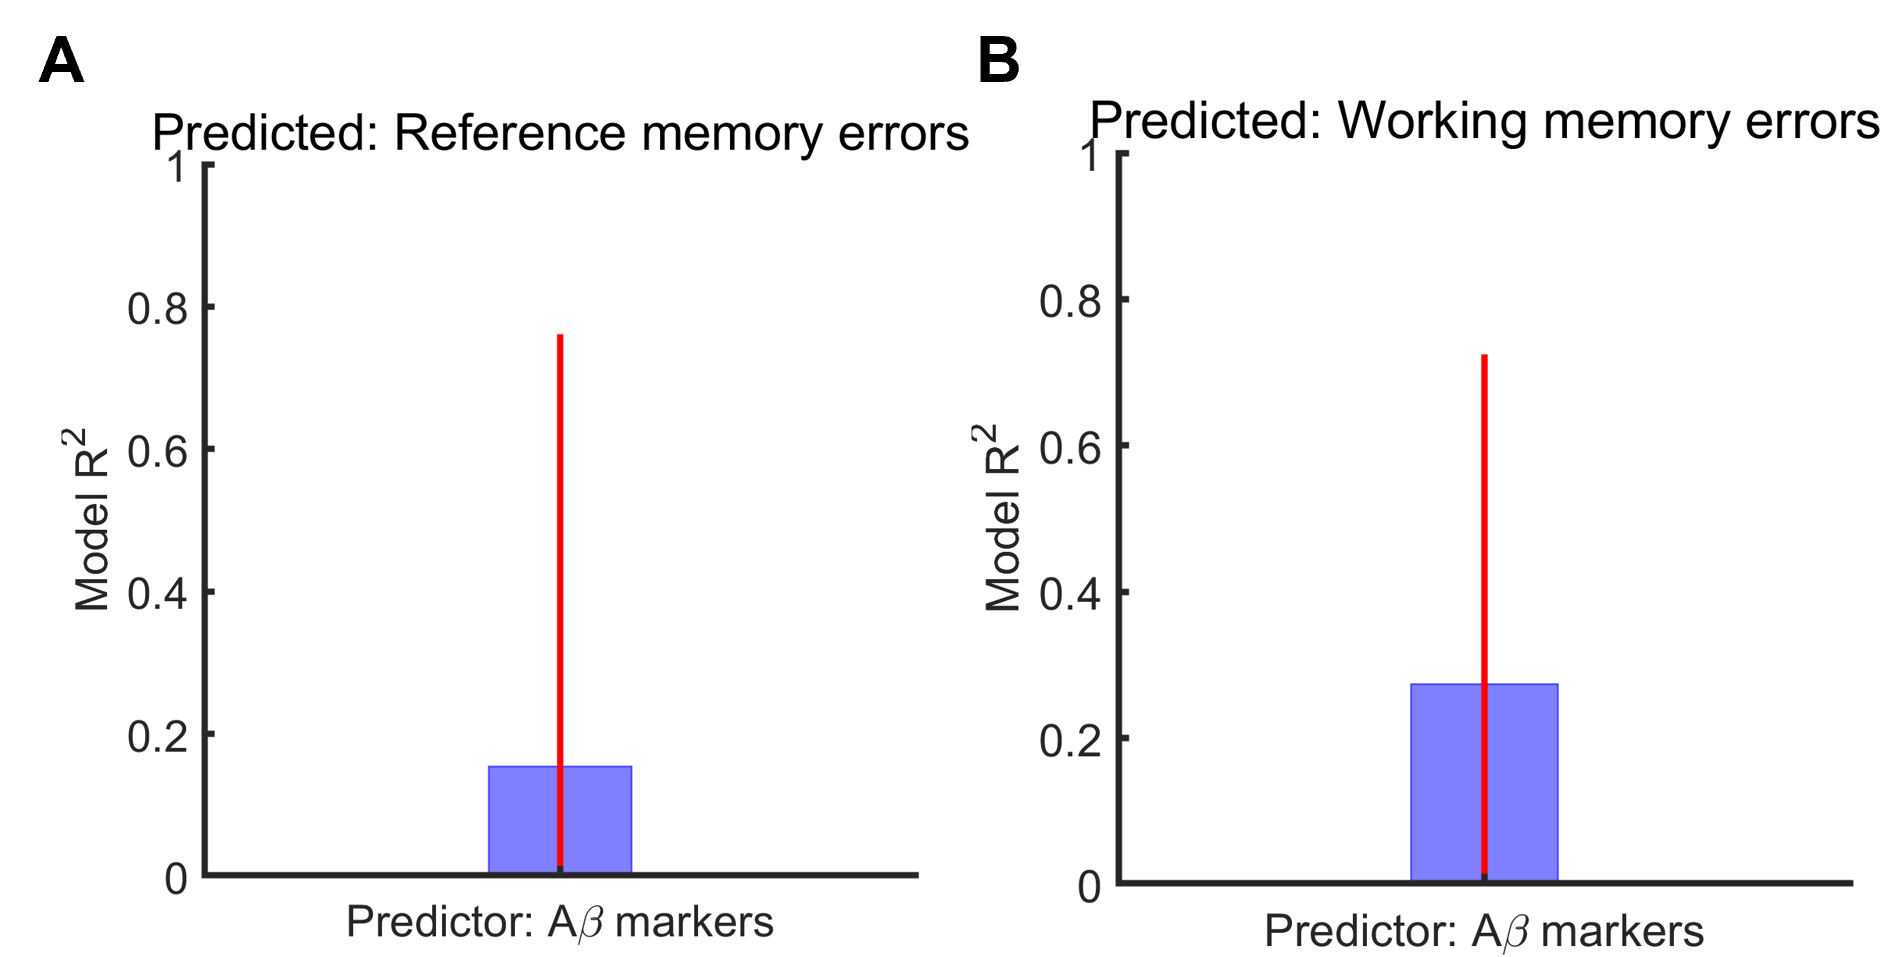 A
Predicted: Reference memory errors
1
0.8
0.6
0.4
0.2
0
Model R²
Predictor: Aβ markers
B
Predicted: Working memory errors
1
0.8
0.6
0.4
0.2
0
Model R²
Predictor: Aβ markers